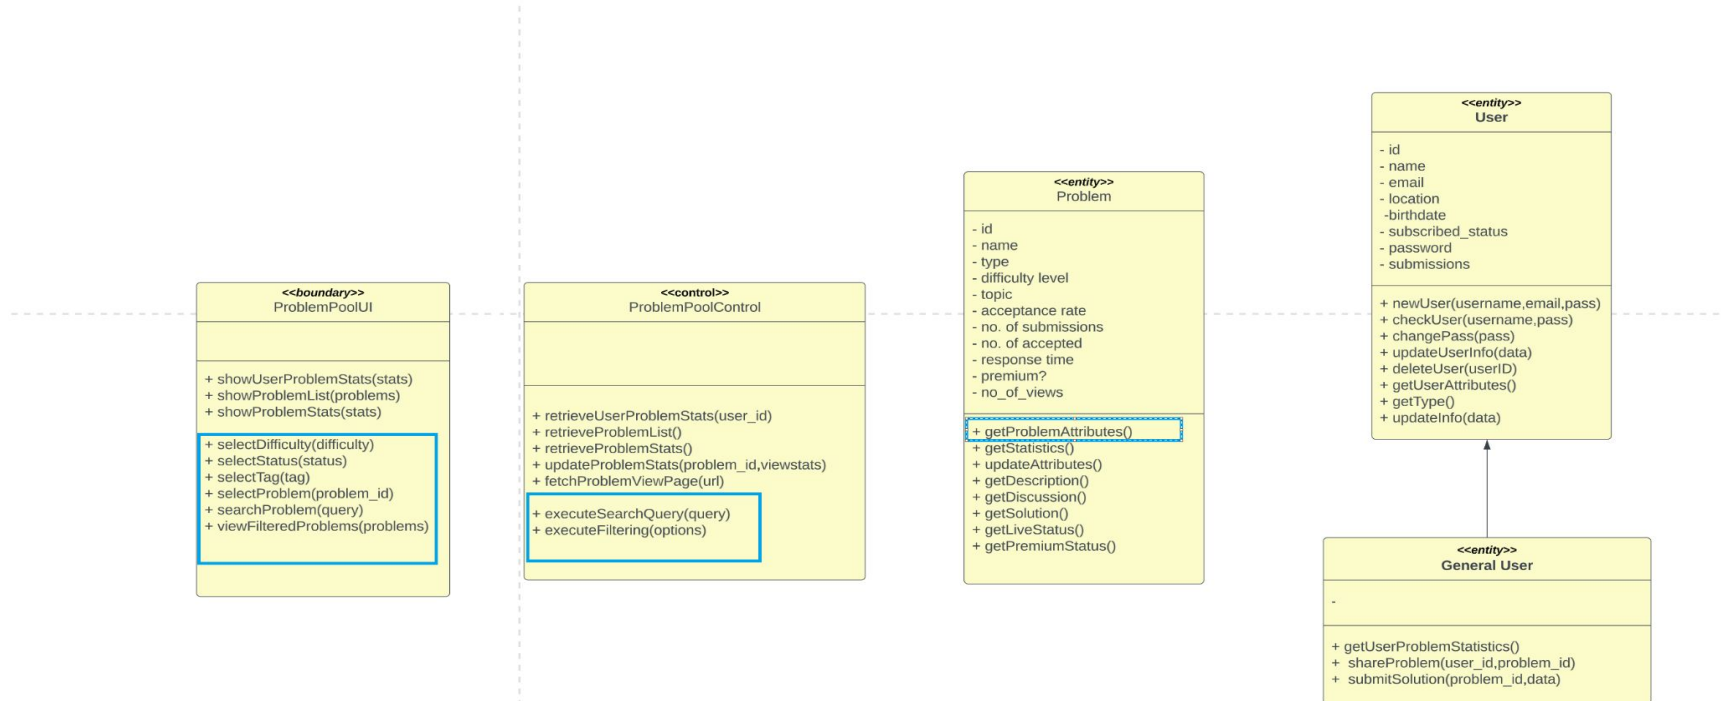 <<boundary>>
ProblemPoolUI
+ showUserProblemStats(stats)
+ showProblemList(problems)
+ showProblemStats(stats)
+ selectDifficulty(difficulty)
+ selectStatus(status)
+ selectTag(tag)
+ selectProblem(problem_id)
+ searchProblem(query)
+ viewFilteredProblems(problems)
<<control>>
ProblemPoolControl
+ retrieveUserProblemStats(user_id)
+ retrieveProblemList()
+ retrieveProblemStats()
+ updateProblemStats(problem_id,viewstats)
+ fetchProblemViewPage(url)
+ executeSearchQuery(query)
+ executeFiltering(options)
<<entity>>
Problem
- id
- name
- type
- difficulty level
- topic
- acceptance rate
- no. of submissions
- no. of accepted
- response time
- premium?
- no_of_views
+ getProblemAttributes()
+ getStatistics()
+ updateAttributes()
+ getDescription()
+ getDiscussion()
+ getSolution()
+ getLiveStatus()
+ getPremiumStatus()
<<entity>>
User
- id
- name
- email
- location
-birthdate
- subscribed_status
- password
- submissions
+ newUser(username,email,pass)
+ checkUser(username,pass)
+ changePass(pass)
+ updateUserInfo(data)
+ deleteUser(userID)
+ getUserAttributes()
+ getType()
+ updateInfo(data)
<<entity>>
General User
-
+ getUserProblemStatistics()
+ shareProblem(user_id,problem_id)
+ submitSolution(problem_id,data)